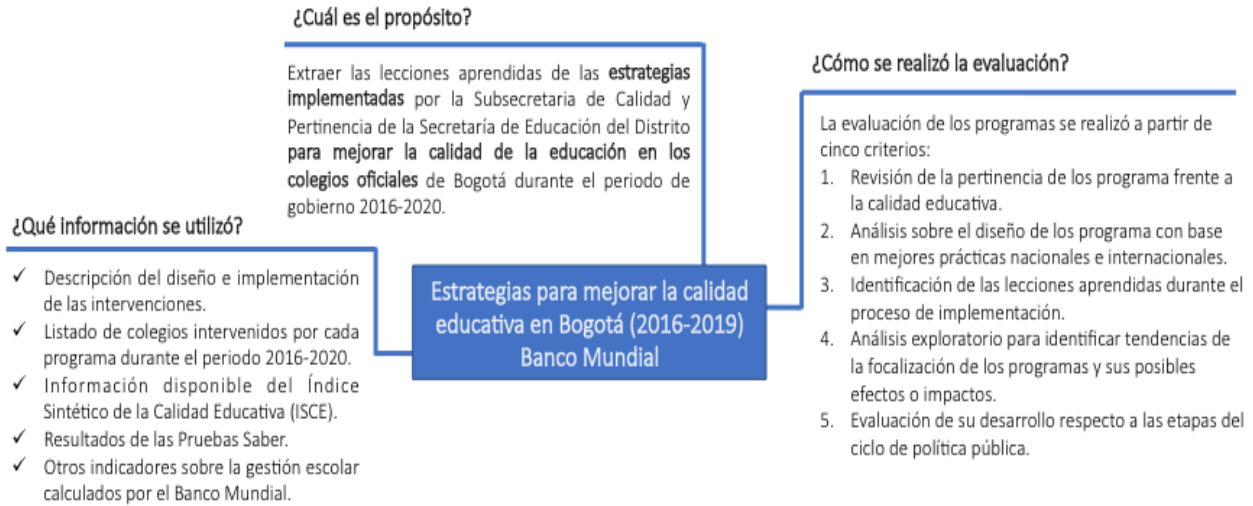 ¿Cuál es el propósito?
Extraer las lecciones aprendidas de las estrategias
implementadas por la Subsecretaria de Calidad y
Pertinencia de la Secretaría de Educación del Distrito
para mejorar la calidad de la educación en los
colegios oficiales de Bogotá durante el periodo de
gobierno 2016-2020.
¿Qué información se utilizó?
✓ Descripción del diseño e implementación
de las intervenciones.
✓ Listado de colegios intervenidos por cada
programa durante el periodo 2016-2020.
✓ Información disponible del Índice
Sintético de la Calidad Educativa (ISCE).
✓ Resultados de las Pruebas Saber.
✓ Otros indicadores sobre la gestión escolar
calculados por el Banco Mundial.
Estrategias para mejorar la calidad
educativa en Bogotá (2016-2019)
Banco Mundial
¿Cómo se realizó la evaluación?
La evaluación de los programas se realizó a partir de
cinco criterios:
1. Revisión de la pertinencia de los programa frente a
la calidad educativa.
2. Análisis sobre el diseño de los programa con base
en mejores prácticas nacionales e internacionales.
3. Identificación de las lecciones aprendidas durante el
proceso de implementación.
4. Análisis exploratorio para identificar tendencias de
la focalización de los programas y sus posibles
efectos o impactos.
5. Evaluación de su desarrollo respecto a las etapas del
ciclo de política pública.